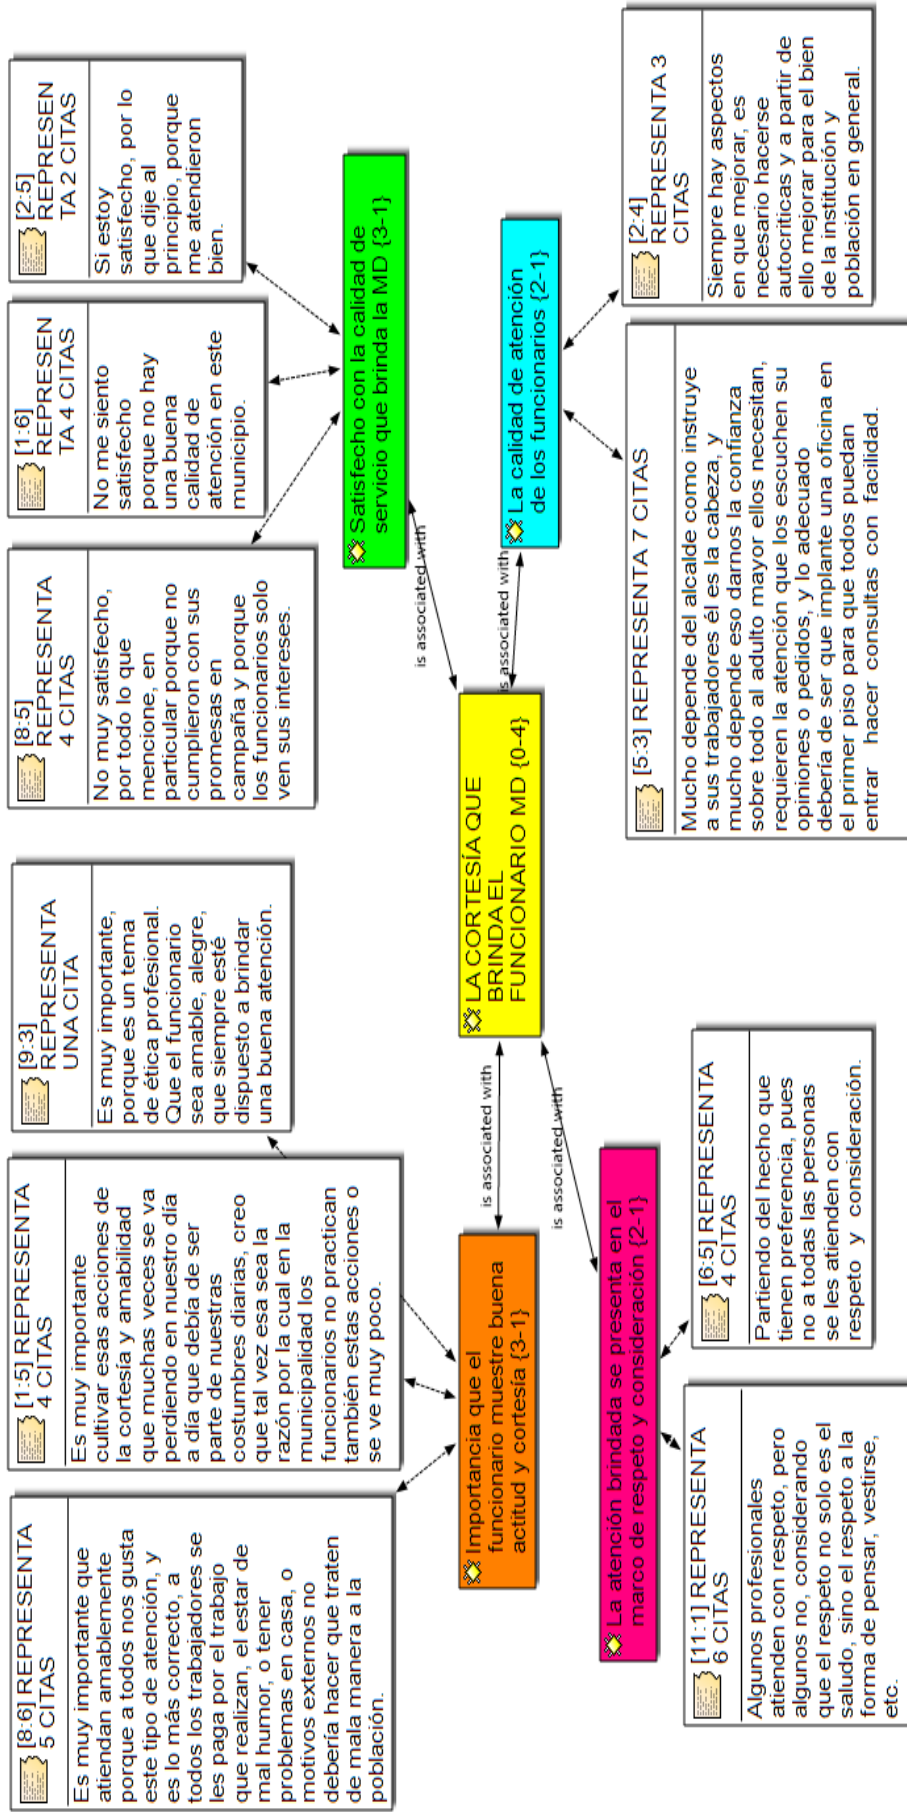 [8:6] REPRESENTA
5 CITAS
Es muy importante que
atiendan amablemente
porque a todos nos gusta
este tipo de atención, y
es lo más correcto, a
todos los trabajadores se
les paga por el trabajo
que realizan, el estar de
mal humor, o tener
problemas en casa, o
motivos externos no
debería hacer que traten
de mala manera a la
población.
[1:5] REPRESENTA
4 CITAS
Es muy importante
cultivar esas acciones de
la cortesía y amabilidad
que muchas veces se va
perdiendo en nuestro día
a día que debía de ser
parte de nuestras
costumbres diarias, creo
que tal vez esa sea la
razón por la cual en la
municipalidad los
funcionarios no practican
también estas acciones o
se ve muy poco.
[9:3]
REPRESENTA
UNA CITA
Es muy importante,
porque es un tema
de ética profesional.
Que el funcionario
sea amable, alegre,
que siempre esté
dispuesto a brindar
una buena atención.
[8:5]
REPRESENTA
4 CITAS
No muy satisfecho,
por todo lo que
mencione, en
particular porque no
cumplieron con sus
promesas en
campaña y porque
los funcionarios solo
ven sus intereses.
[1:6]
REPRESEN
TA 4 CITAS
No me siento
satisfecho
porque no hay
una buena
calidad de
atención en este
municipio.
[2:5]
REPRESEN
TA 2 CITAS
Si estoy
satisfecho, por lo
que dije al
principio, porque
me atendieron
bien.
Importancia que el
funcionario muestre buena
actitud y cortesía {3-1}
is associated with
LA CORTESÍA QUE
BRINDA EL
FUNCIONARIO MD {0-4}
is associated with
Satisfecho con la calidad de
servicio que brinda la MD {3-1}
is associated with
La atención brindada se presenta en el
marco de respeto y consideración {2-1}
is associated with
La calidad de atención
de los funcionarios {2-1}
[11:1] REPRESENTA
6 CITAS
Algunos profesionales
atienden con respeto, pero
algunos no, considerando
que el respeto no solo es el
saludo, sino el respeto a la
forma de pensar, vestirse,
etc.
[6:5] REPRESENTA
4 CITAS
Partiendo del hecho que
tienen preferencia, pues
no a todas las personas
se les atienden con
respeto y consideración.
[5:3] REPRESENTA 7 CITAS
Mucho depende del alcalde como instruye
a sus trabajadores él es la cabeza, y
mucho depende eso darnos la confianza
sobre todo al adulto mayor ellos necesitan,
requieren la atención que los escuchen su
opiniones o pedidos, y lo adecuado
debería de ser que implante una oficina en
el primer piso para que todos puedan
entrar hacer consultas con facilidad.
[2:4]
REPRESENTA 3
CITAS
Siempre hay aspectos
en que mejorar, es
necesario hacerse
autocriticas y a partir de
ello mejorar para el bien
de la institución y
población en general.